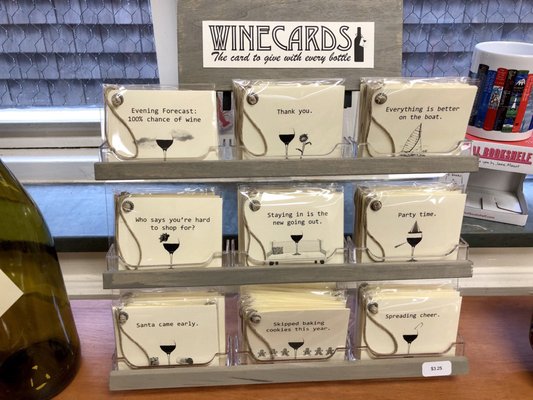 WINECARDS
The card to give with every bottle
Evening Forecast:
100% chance of wine
Thank you.
Everything is better
on the boat.
Who says you're hard
to shop for?
Staying in is the
new going out.
Party time.
Santa came early.
Skipped baking
cookies this year.
Spreading cheer.
$3.25
BOOKSHELF